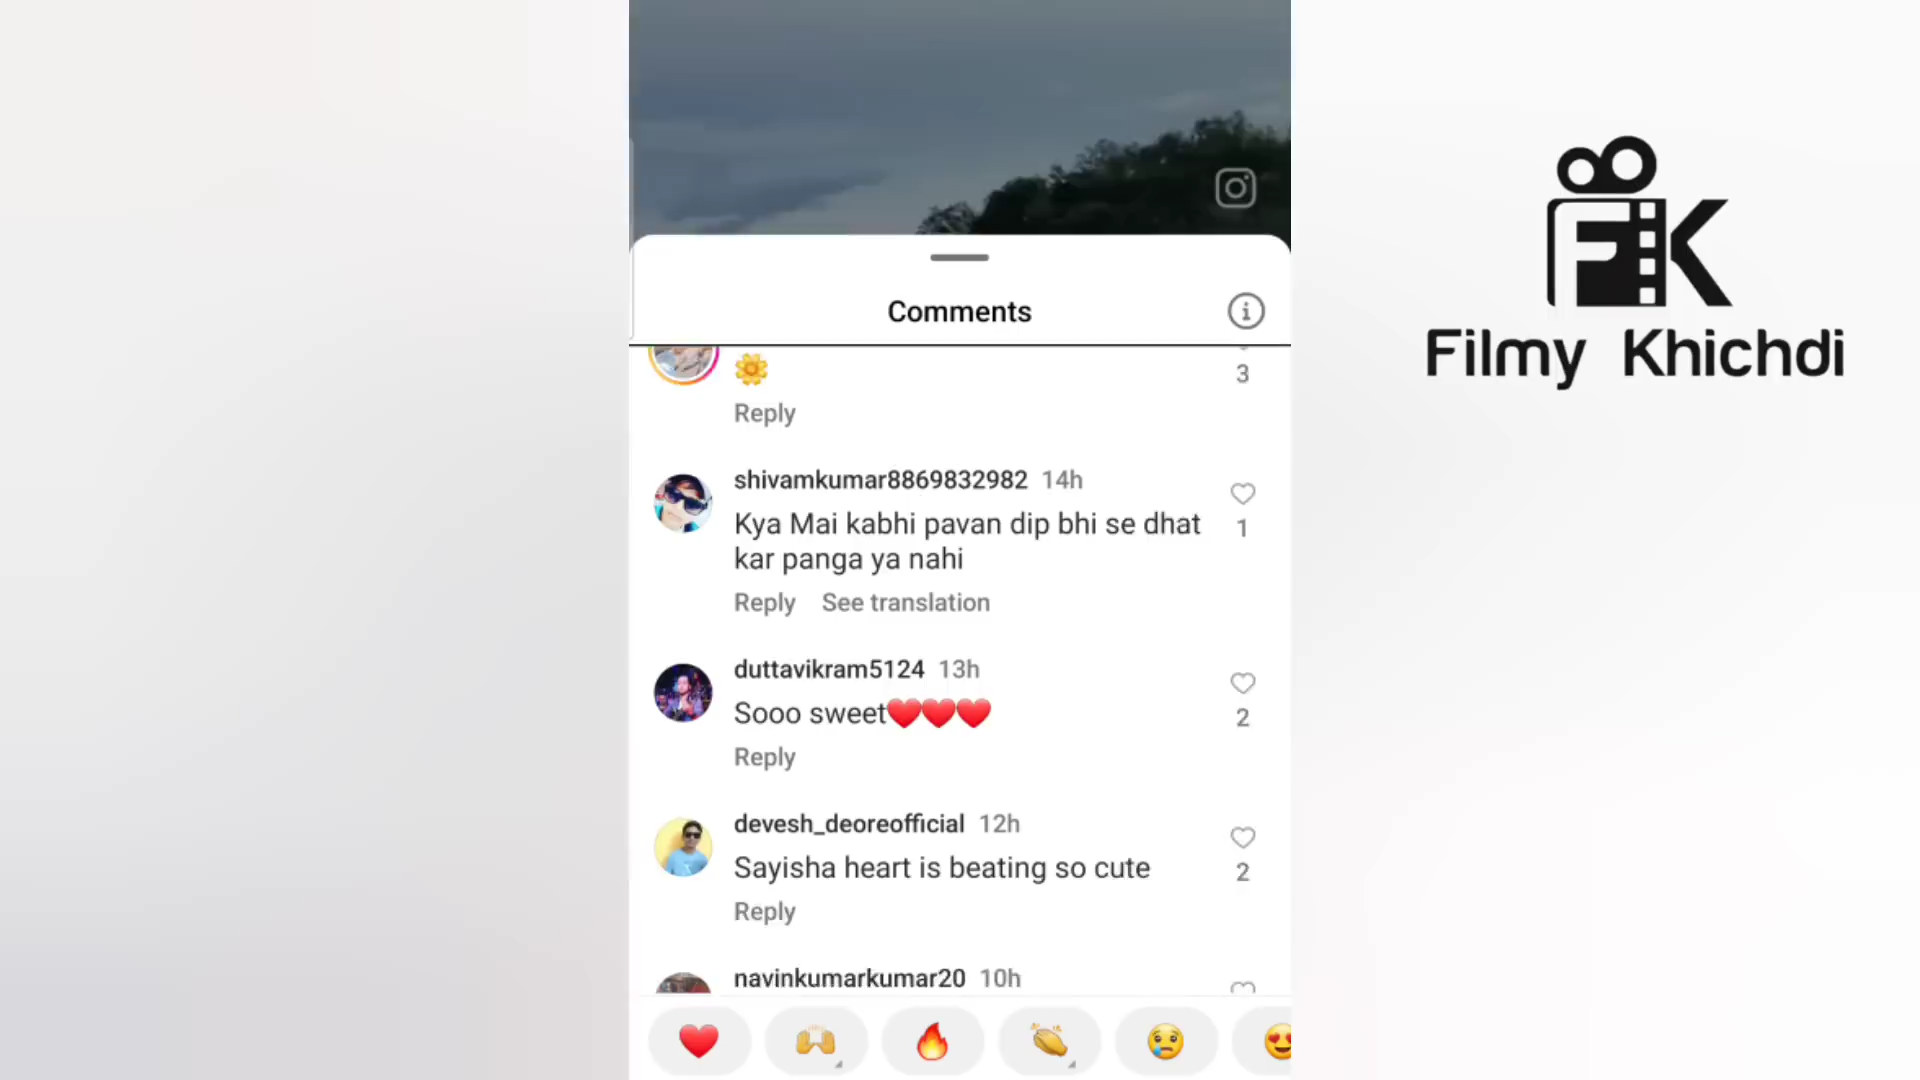 Comments
🌼
3
Reply
shivamkumar8869832982 14h
Kya Mai kabhi pavan dip bhi se dhat
1
kar panga ya nahi
Reply See translation
duttavikram5124 13h
Sooo sweet❤️❤️❤️
2
Reply
devesh_deoreofficial 12h
Sayisha heart is beating so cute
2
Reply
navinkumarkumar20 10h
FK
Filmy Khichdi